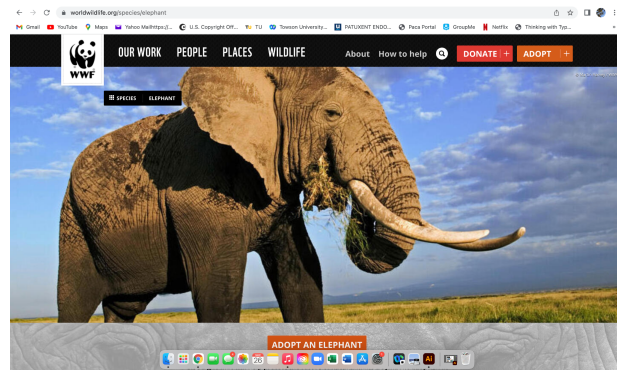 worldwildlife.org/species/elephant
Gmail YouTube Maps Yahoo Mailhttps://... U.S. Copyright Off... TU Towson University... PATUXENT ENDO... Paca Portal GroupMe Netflix Thinking with Typ...
WWF
OUR WORK PEOPLE PLACES WILDLIFE About How to help DONATE + ADOPT +
SPECIES ELEPHANT
ADOPT AN ELEPHANT
26